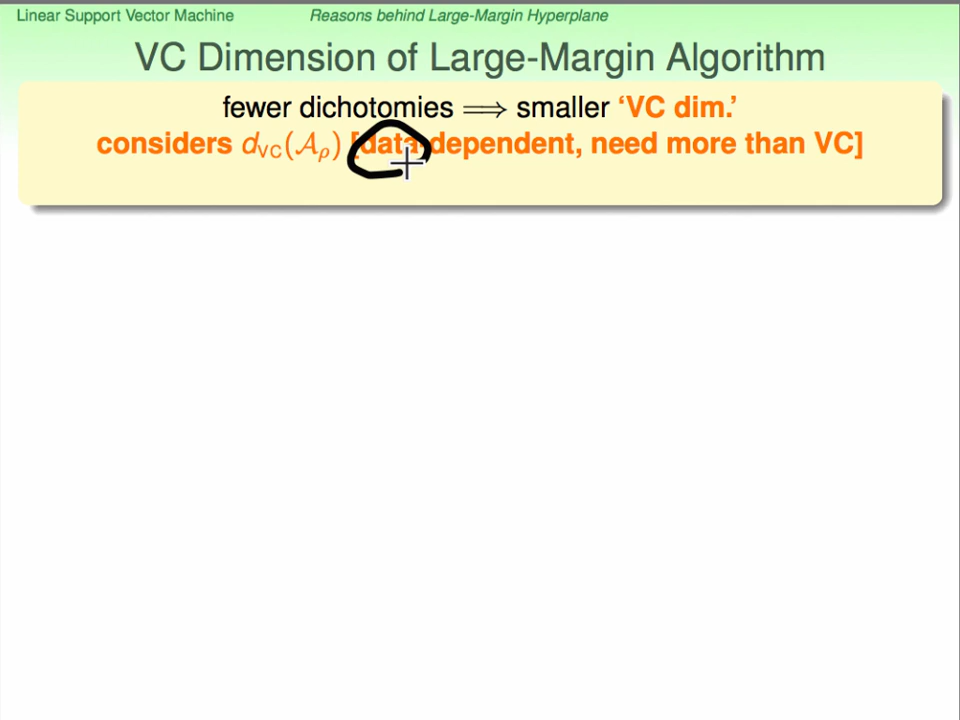 Linear Support Vector Machine Reasons behind Large-Margin Hyperplane
VC Dimension of Large-Margin Algorithm
fewer dichotomies ⟹ smaller ‘VC dim.’
considers d_VC(𝒜_ρ) [data-dependent, need more than VC]